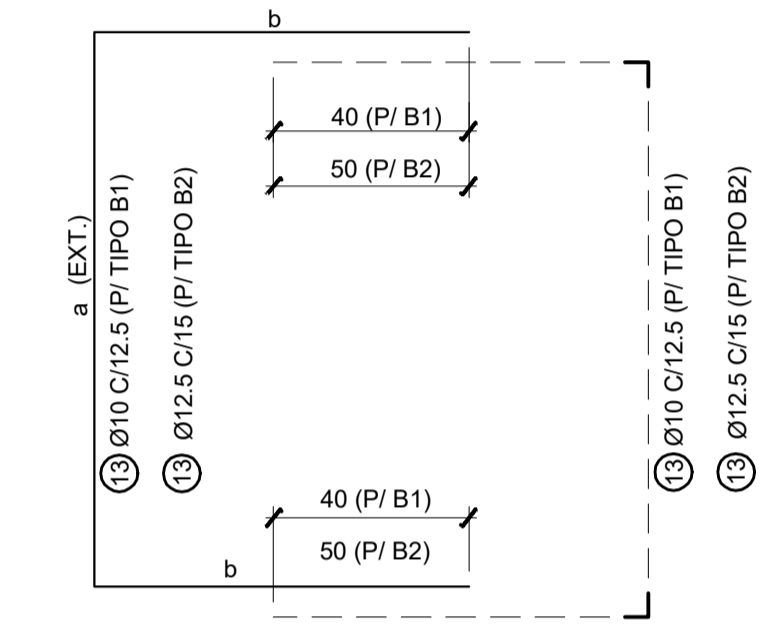 b
40 (P/ B1)
50 (P/ B2)
a (EXT.)
13 Ø10 C/12.5 (P/ TIPO B1)
13 Ø12.5 C/15 (P/ TIPO B2)
13 Ø10 C/12.5 (P/ TIPO B1)
13 Ø12.5 C/15 (P/ TIPO B2)
40 (P/ B1)
50 (P/ B2)
b